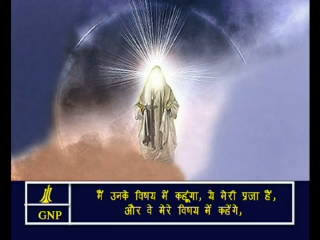 मैं उनके विषय में कहूंगा, ये मेरी प्रजा हैं,
और वे मेरे विषय में कहेंगे,
GNP